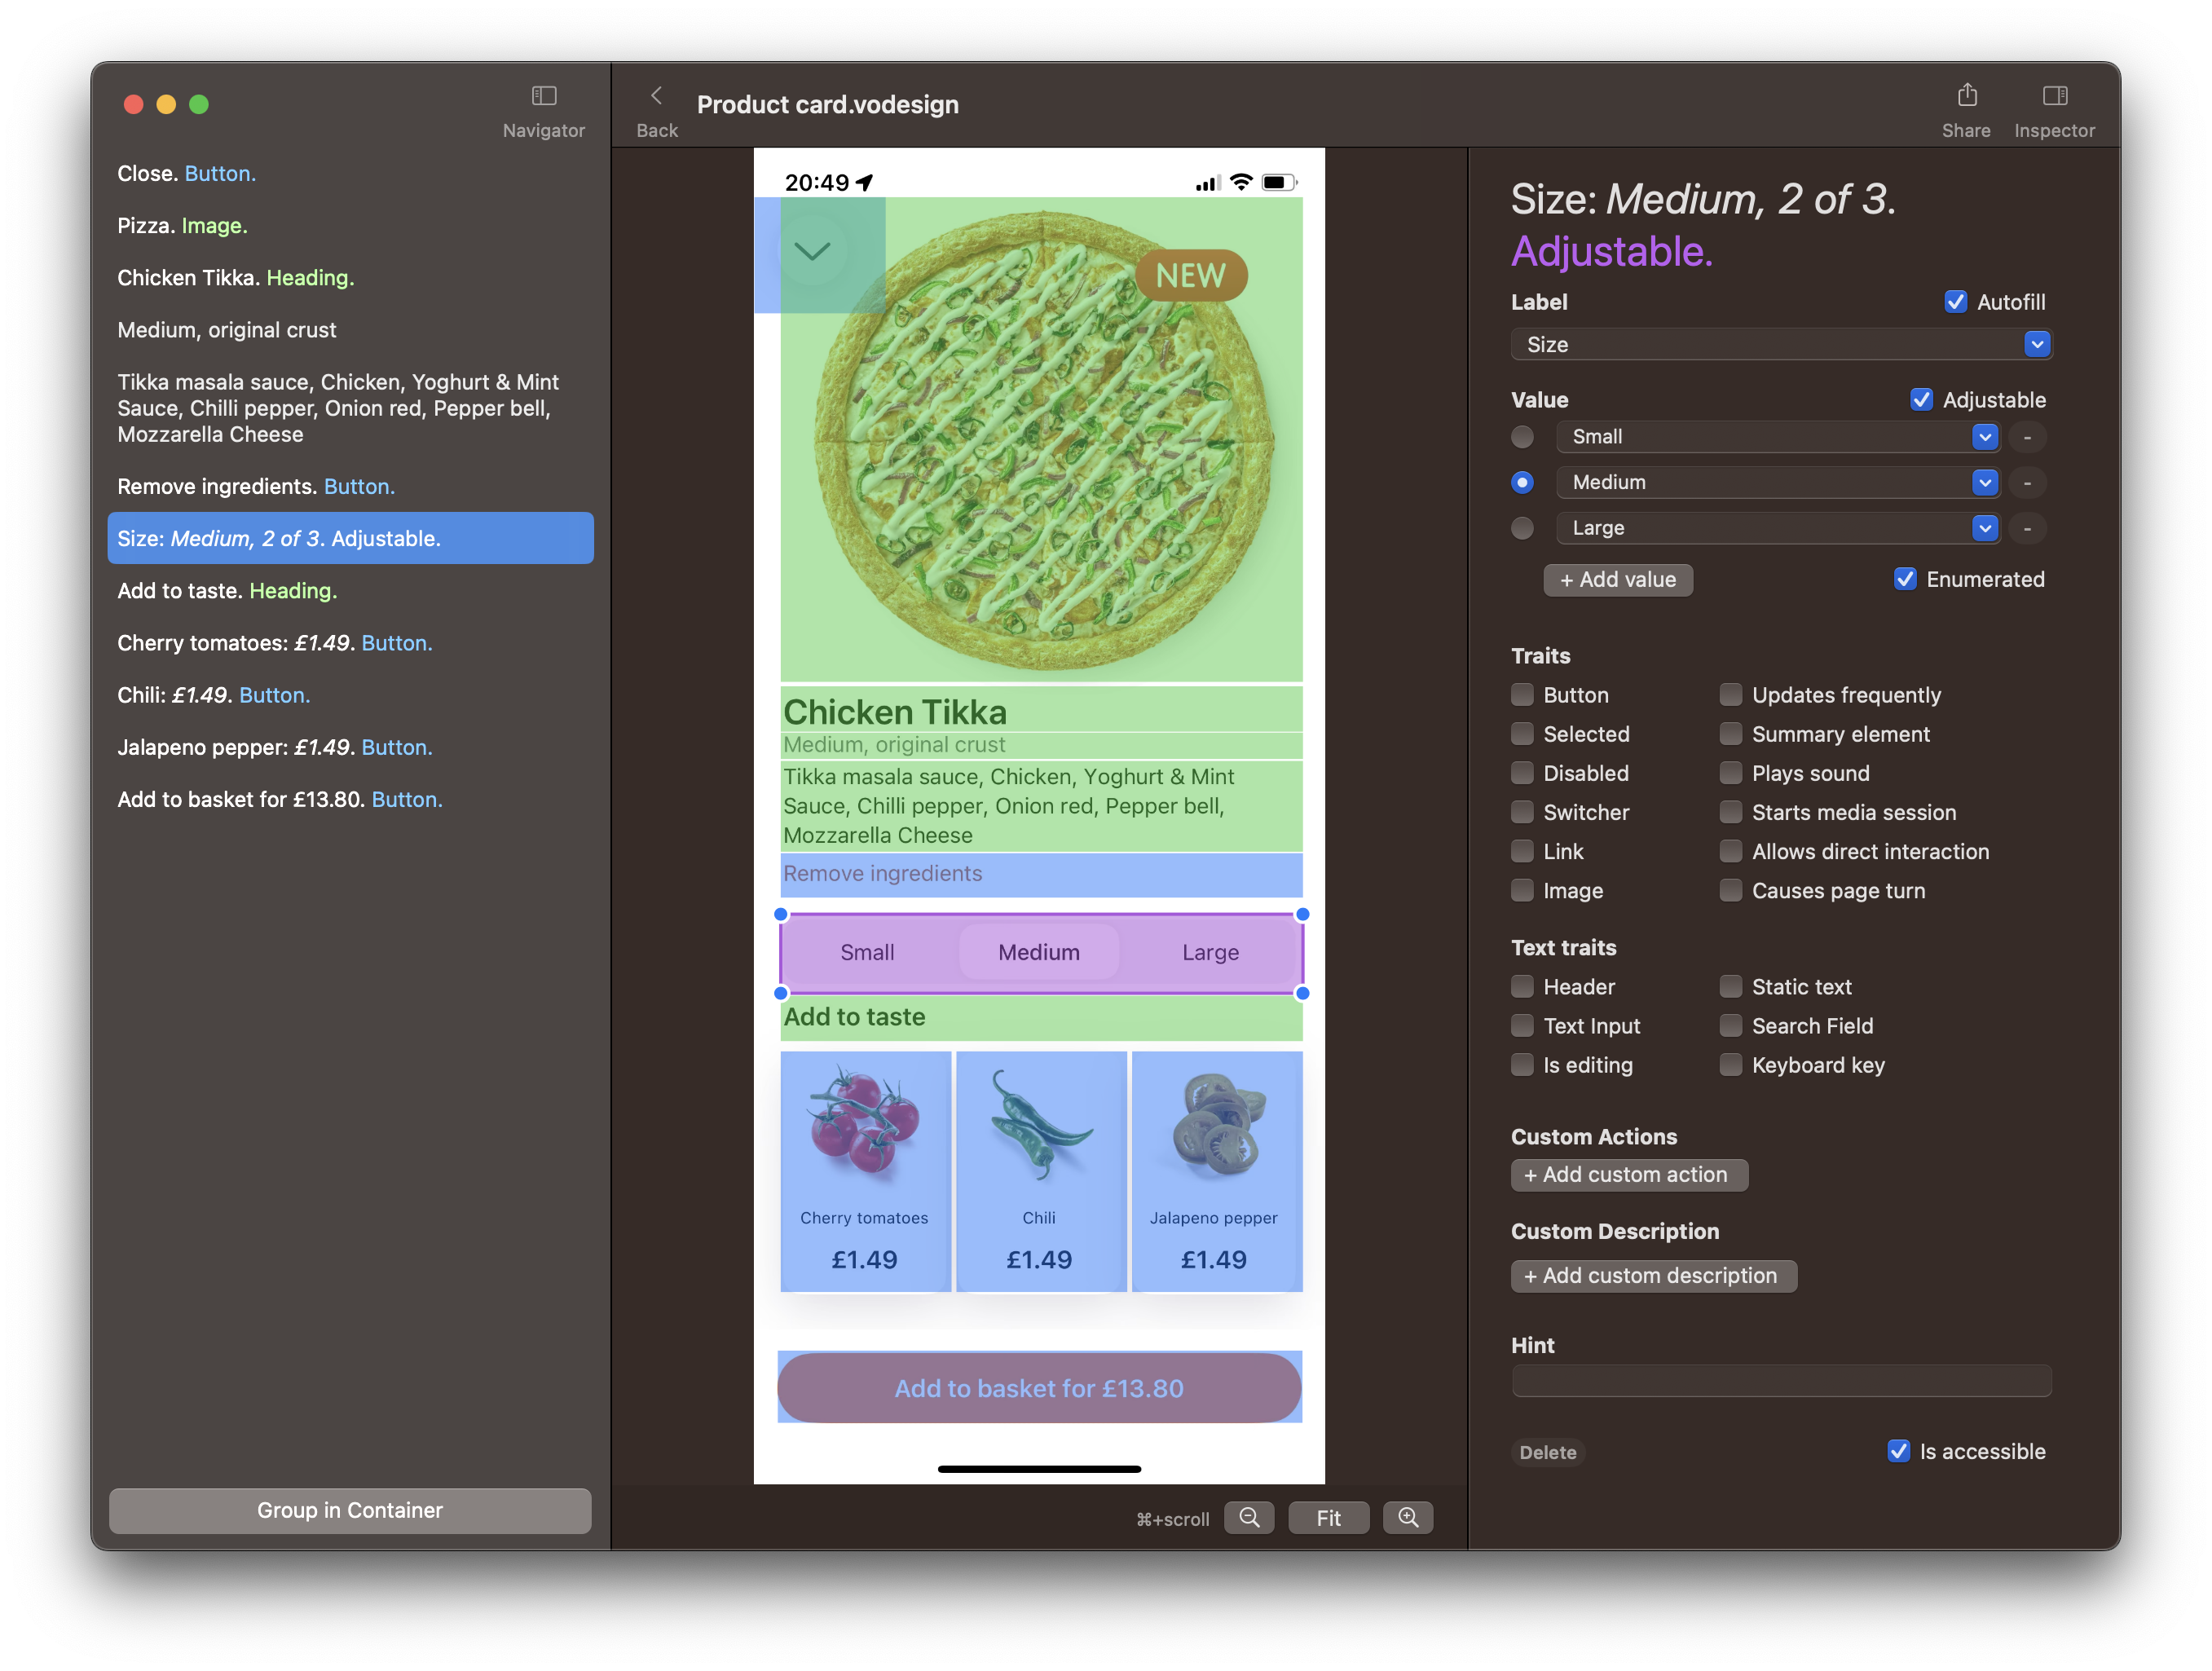 Navigator
Back
Product card.vodesign
Share
Inspector
Close. Button.
Pizza. Image.
Chicken Tikka. Heading.
Medium, original crust
Tikka masala sauce, Chicken, Yoghurt & Mint
Sauce, Chilli pepper, Onion red, Pepper bell,
Mozzarella Cheese
Remove ingredients. Button.
Size: Medium, 2 of 3. Adjustable.
Add to taste. Heading.
Cherry tomatoes: £1.49. Button.
Chili: £1.49. Button.
Jalapeno pepper: £1.49. Button.
Add to basket for £13.80. Button.
Group in Container
20:49
NEW
Chicken Tikka
Medium, original crust
Tikka masala sauce, Chicken, Yoghurt & Mint
Sauce, Chilli pepper, Onion red, Pepper bell,
Mozzarella Cheese
Remove ingredients
Small Medium Large
Add to taste
Cherry tomatoes Chili Jalapeno pepper
£1.49 £1.49 £1.49
Add to basket for £13.80
⌘+scroll Fit
Size: Medium, 2 of 3.
Adjustable.
Label Autofill
Size
Value Adjustable
Small -
Medium -
Large -
+ Add value Enumerated
Traits
Button Updates frequently
Selected Summary element
Disabled Plays sound
Switcher Starts media session
Link Allows direct interaction
Image Causes page turn
Text traits
Header Static text
Text Input Search Field
Is editing Keyboard key
Custom Actions
+ Add custom action
Custom Description
+ Add custom description
Hint
Delete Is accessible